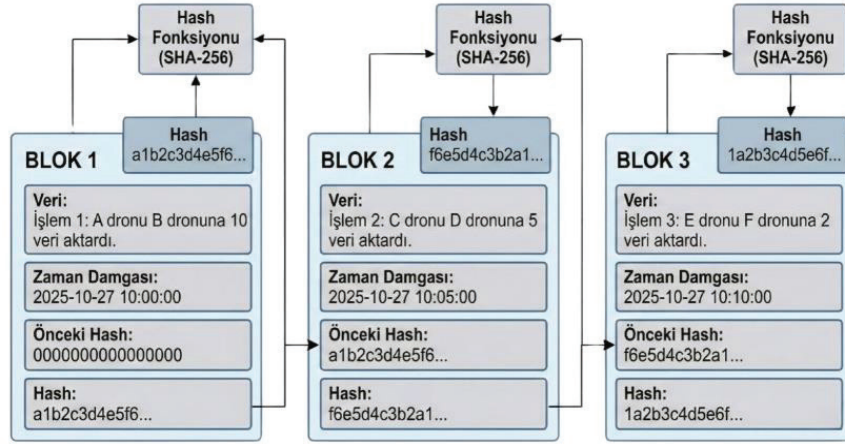 Hash
Fonksiyonu
(SHA-256)
Hash
a1b2c3d4e5f6...
BLOK 1
Veri:
İşlem 1: A dronu B dronuna 10
veri aktardı.
Zaman Damgası:
2025-10-27 10:00:00
Önceki Hash:
0000000000000000
Hash:
a1b2c3d4e5f6...
Hash
Fonksiyonu
(SHA-256)
Hash
f6e5d4c3b2a1...
BLOK 2
Veri:
İşlem 2: C dronu D dronuna 5
veri aktardı.
Zaman Damgası:
2025-10-27 10:05:00
Önceki Hash:
a1b2c3d4e5f6...
Hash:
f6e5d4c3b2a1...
Hash
Fonksiyonu
(SHA-256)
Hash
1a2b3c4d5e6f...
BLOK 3
Veri:
İşlem 3: E dronu F dronuna 2
veri aktardı.
Zaman Damgası:
2025-10-27 10:10:00
Önceki Hash:
f6e5d4c3b2a1...
Hash:
1a2b3c4d5e6f...